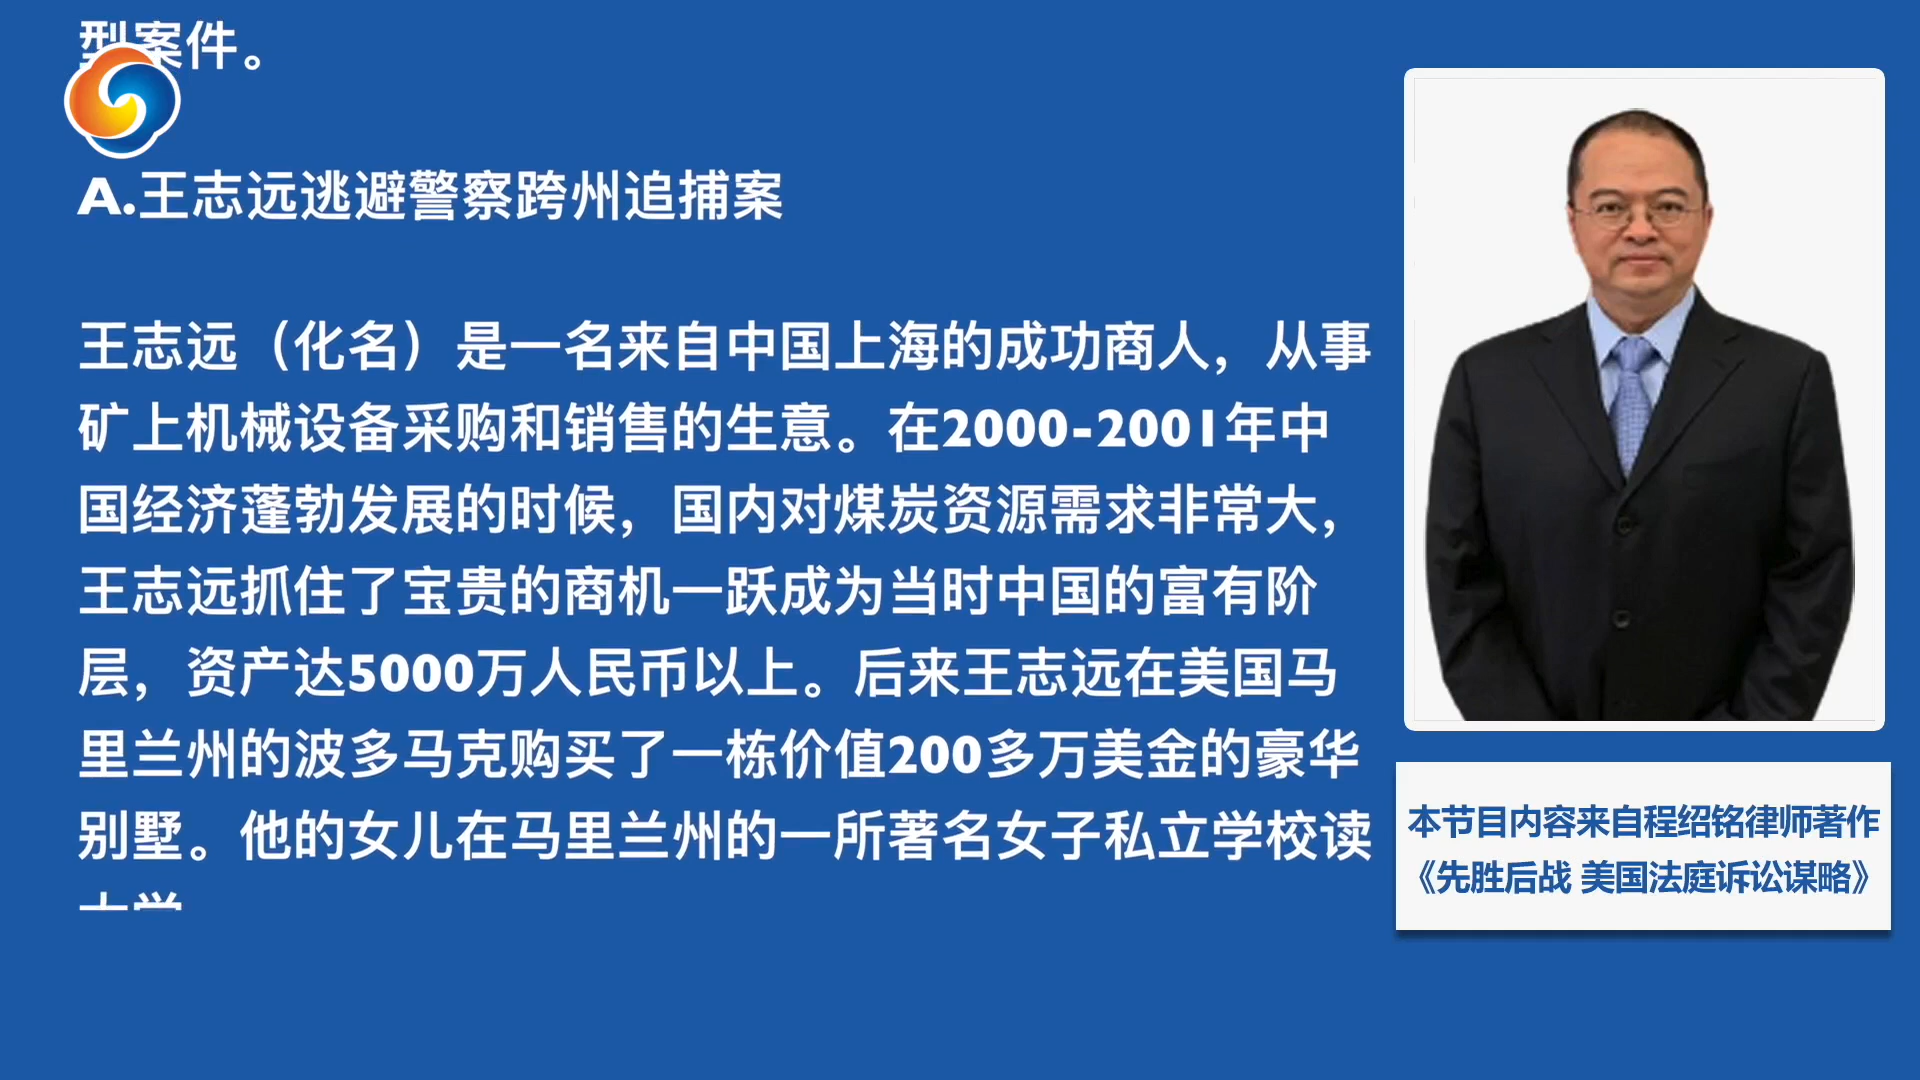 型案件。
A.王志远逃避警察跨州追捕案
王志远（化名）是一名来自中国上海的成功商人，从事
矿上机械设备采购和销售的生意。在2000-2001年中
国经济蓬勃发展的时候，国内对煤炭资源需求非常大，
王志远抓住了宝贵的商机一跃成为当时中国的富有阶
层，资产达5000万人民币以上。后来王志远在美国马
里兰州的波多马克购买了一栋价值200多万美金的豪华
别墅。他的女儿在马里兰州的一所著名女子私立学校读
本节目内容来自程绍铭律师著作
《先胜后战 美国法庭诉讼谋略》